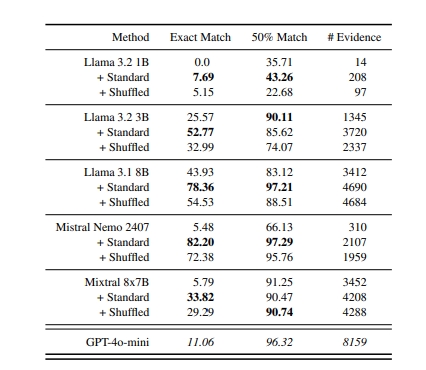 Method Exact Match 50% Match # Evidence
Llama 3.2 1B 0.0 35.71 14
+ Standard 7.69 43.26 208
+ Shuffled 5.15 22.68 97
Llama 3.2 3B 25.57 90.11 1345
+ Standard 52.77 85.62 3720
+ Shuffled 32.99 74.07 2337
Llama 3.1 8B 43.93 83.12 3412
+ Standard 78.36 97.21 4690
+ Shuffled 54.53 88.51 4684
Mistral Nemo 2407 5.48 66.13 310
+ Standard 82.20 97.29 2107
+ Shuffled 72.38 95.76 1959
Mixtral 8x7B 5.79 91.25 3452
+ Standard 33.82 90.47 4208
+ Shuffled 29.29 90.74 4288
GPT-4o-mini 11.06 96.32 8159